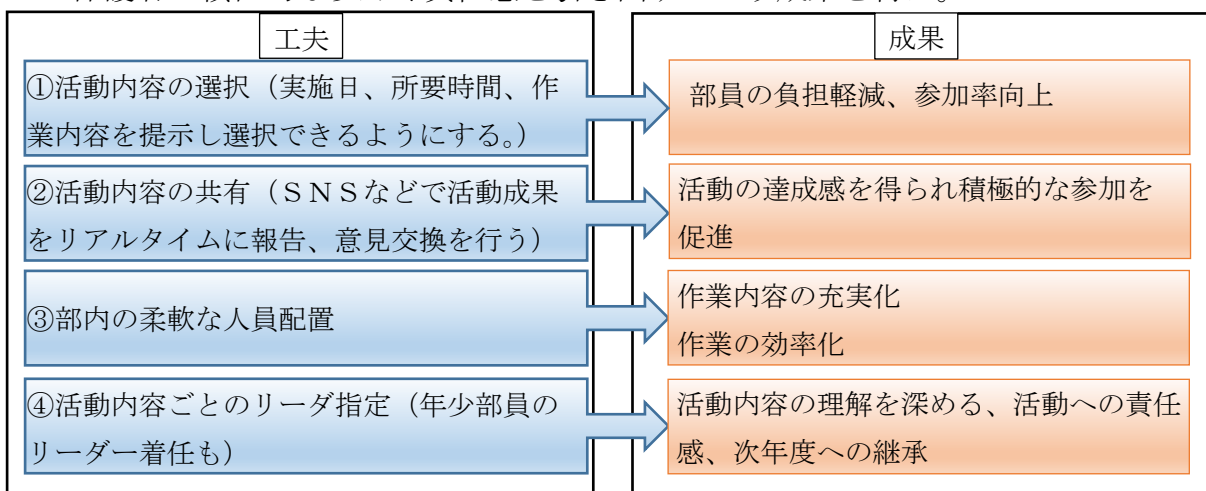 工夫
成果
①活動内容の選択（実施日、所要時間、作
業内容を提示し選択できるようにする。）
部員の負担軽減、参加率向上
②活動内容の共有（ＳＮＳなどで活動成果
をリアルタイムに報告、意見交換を行う）
活動の達成感を得られ積極的な参加を
促進
③部内の柔軟な人員配置
作業内容の充実化
作業の効率化
④活動内容ごとのリーダ指定（年少部員の
リーダー着任も）
活動内容の理解を深める、活動への責任
感、次年度への継承